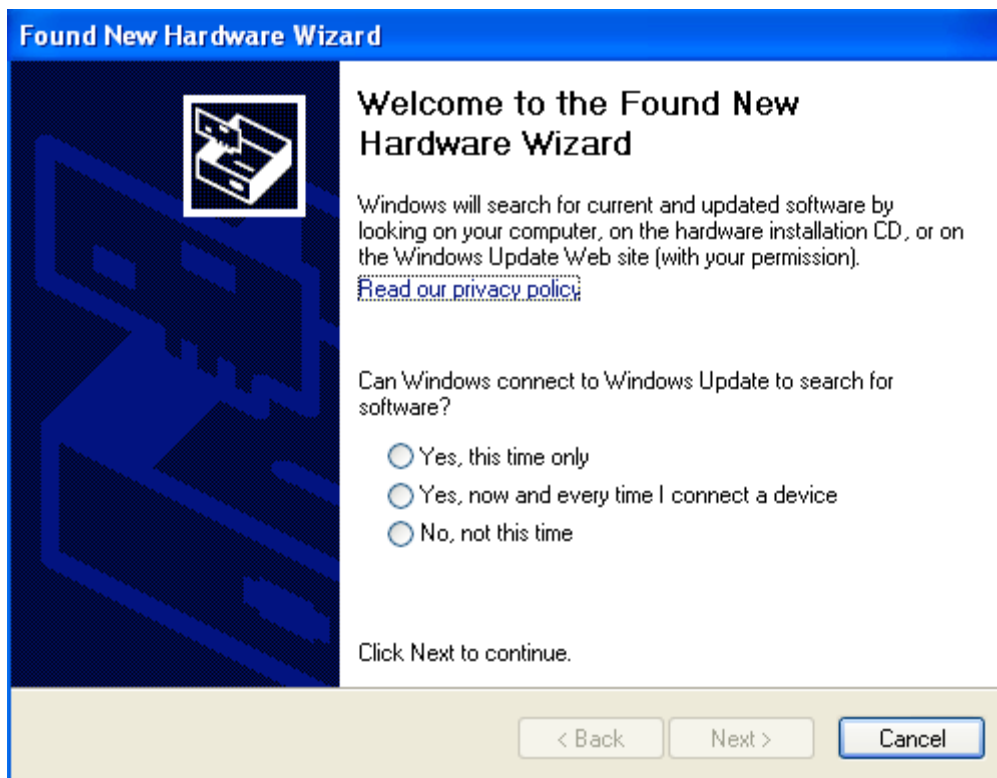 Found New Hardware Wizard
Welcome to the Found New
Hardware Wizard
Windows will search for current and updated software by
looking on your computer, on the hardware installation CD, or on
the Windows Update Web site (with your permission).
Read our privacy policy
Can Windows connect to Windows Update to search for
software?
Yes, this time only
Yes, now and every time I connect a device
No, not this time
Click Next to continue.
< Back
Next >
Cancel